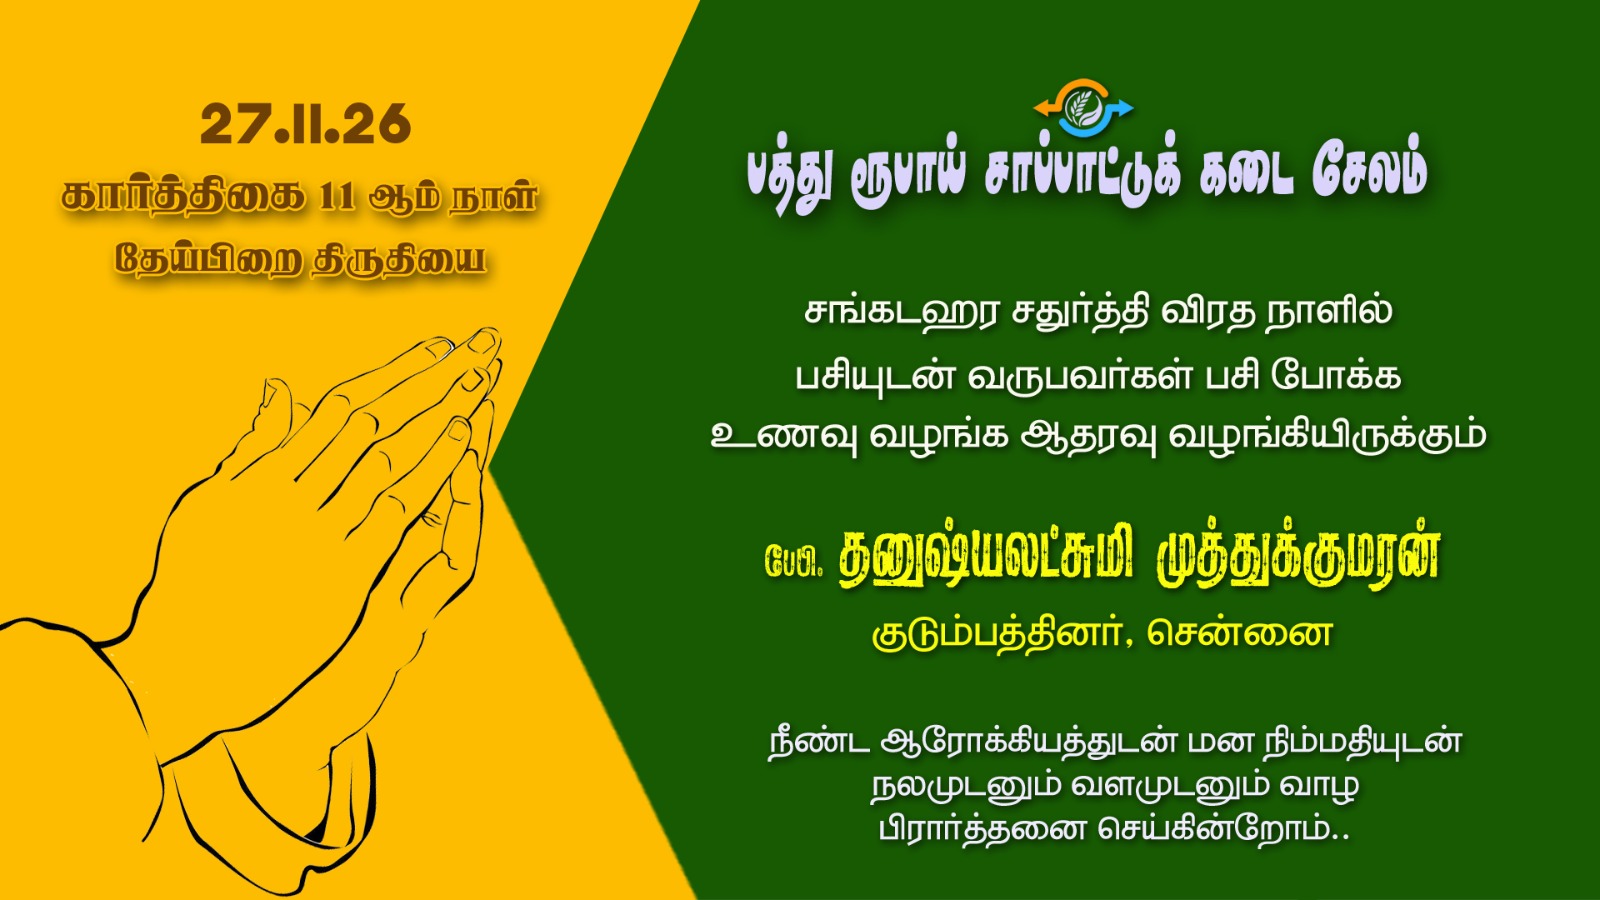 27.11.26
கார்த்திகை 11 ஆம் நாள்
தேய்பிறை திருதியை
பத்து ரூபாய் சாப்பாட்டுக் கடை சேலம்
சங்கடஹர சதுர்த்தி விரத நாளில்
பசியுடன் வருபவர்கள் பசி போக்க
உணவு வழங்க ஆதரவு வழங்கியிருக்கும்
பேபி. தனுஷ்யலட்சுமி முத்துக்குமரன்
குடும்பத்தினர், சென்னை
நீண்ட ஆரோக்கியத்துடன் மன நிம்மதியுடன்
நலமுடனும் வளமுடனும் வாழ
பிரார்த்தனை செய்கின்றோம்..